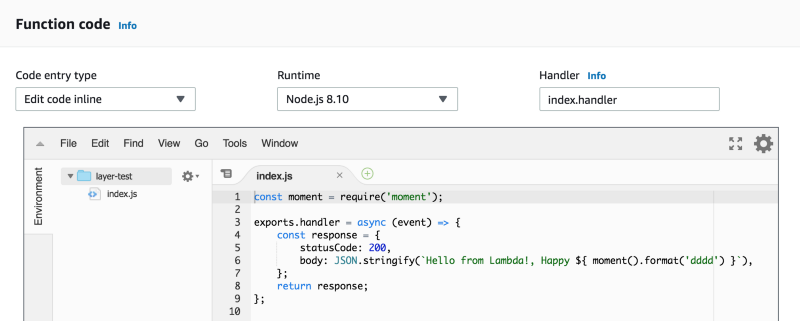 Function code Info
Code entry type
Runtime
Handler Info
Edit code inline
Node.js 8.10
index.handler
File Edit Find View Go Tools Window
Environment
layer-test
index.js
index.js
1 const moment = require('moment');
2
3 exports.handler = async (event) => {
4 const response = {
5 statusCode: 200,
6 body: JSON.stringify(`Hello from Lambda!, Happy ${ moment().format('dddd') }`),
7 };
8 return response;
9 };
10